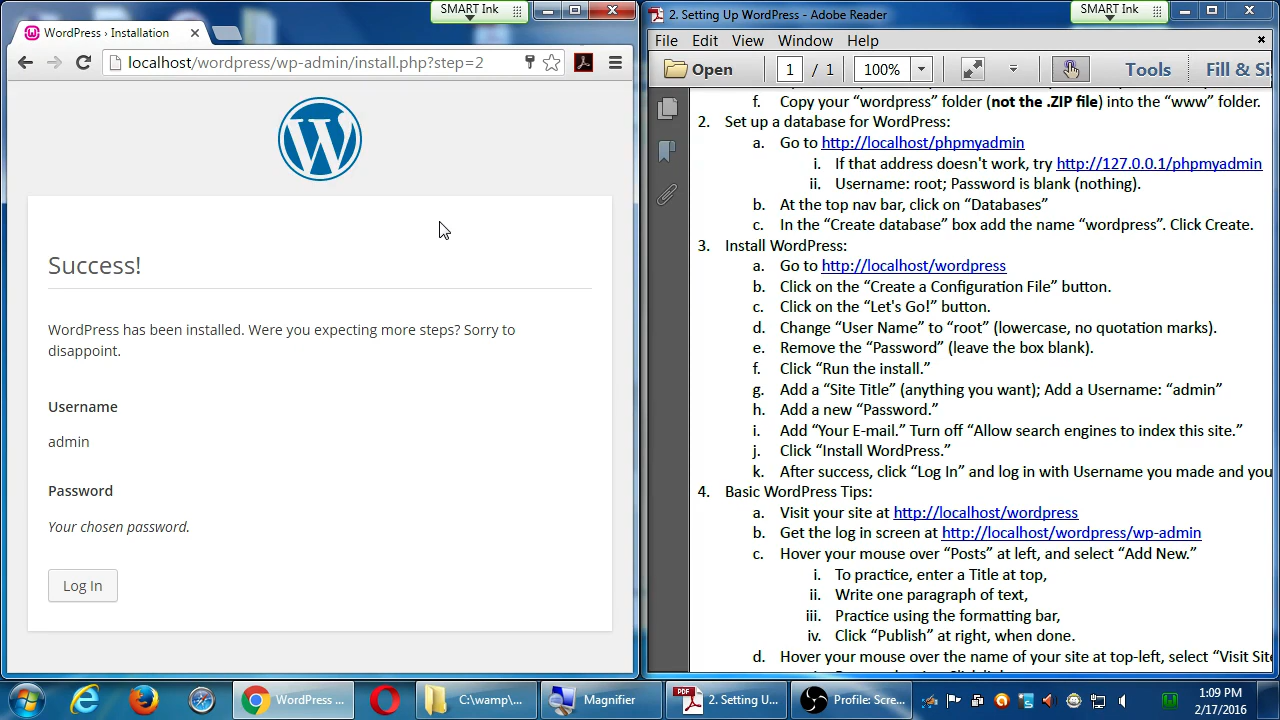 SMART Ink
WordPress › Installation
localhost/wordpress/wp-admin/install.php?step=2
Success!
WordPress has been installed. Were you expecting more steps? Sorry to
disappoint.
Username
admin
Password
Your chosen password.
Log In
2. Setting Up WordPress - Adobe Reader
SMART Ink
File Edit View Window Help
Open 1 / 1 100% Tools Fill & Si
f. Copy your “wordpress” folder (not the .ZIP file) into the “www” folder.
2. Set up a database for WordPress:
a. Go to http://localhost/phpmyadmin
i. If that address doesn't work, try http://127.0.0.1/phpmyadmin
ii. Username: root; Password is blank (nothing).
b. At the top nav bar, click on “Databases”
c. In the “Create database” box add the name “wordpress”. Click Create.
3. Install WordPress:
a. Go to http://localhost/wordpress
b. Click on the “Create a Configuration File” button.
c. Click on the “Let's Go!” button.
d. Change “User Name” to “root” (lowercase, no quotation marks).
e. Remove the “Password” (leave the box blank).
f. Click “Run the install.”
g. Add a “Site Title” (anything you want); Add a Username: “admin”
h. Add a new “Password.”
i. Add “Your E-mail.” Turn off “Allow search engines to index this site.”
j. Click “Install WordPress.”
k. After success, click “Log In” and log in with Username you made and you
4. Basic WordPress Tips:
a. Visit your site at http://localhost/wordpress
b. Get the log in screen at http://localhost/wordpress/wp-admin
c. Hover your mouse over “Posts” at left, and select “Add New.”
i. To practice, enter a Title at top,
ii. Write one paragraph of text,
iii. Practice using the formatting bar,
iv. Click “Publish” at right, when done.
d. Hover your mouse over the name of your site at top-left, select “Visit Sit
WordPress ... C:\wamp\... Magnifier 2. Setting U... Profile: Scre...
1:09 PM
2/17/2016